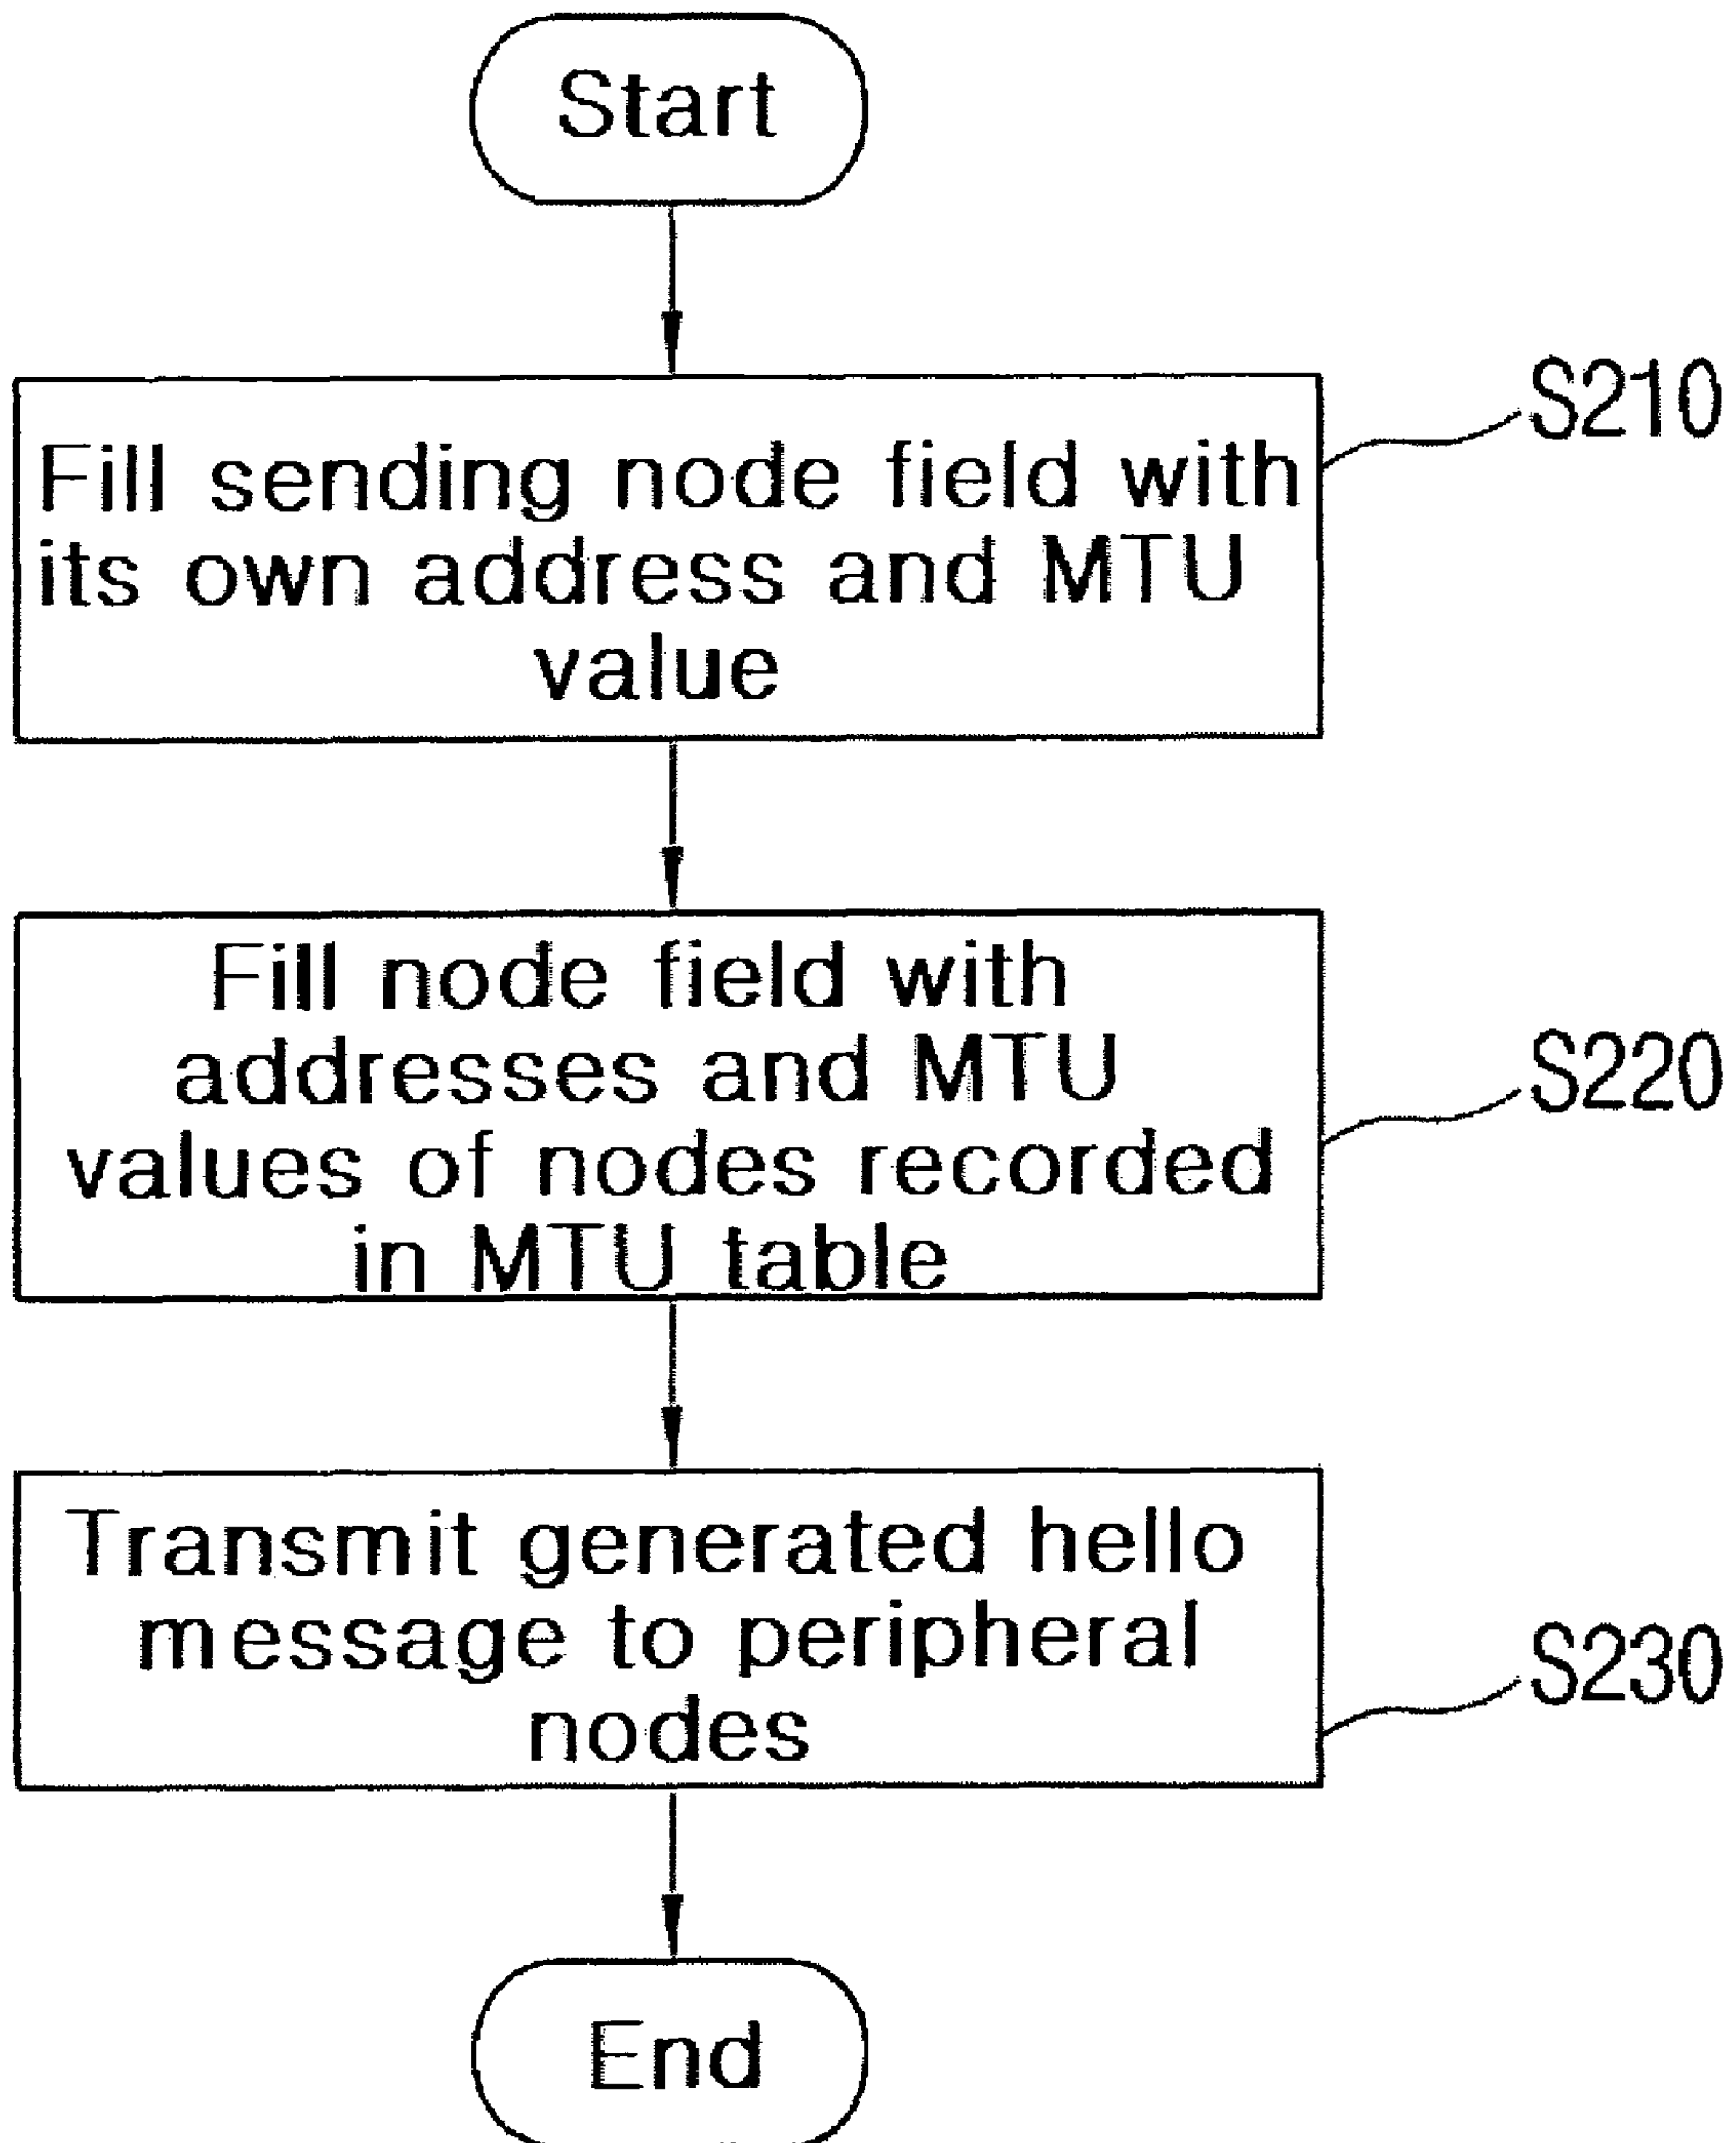 Start
S210
Fill sending node field with
its own address and MTU
value
Fill node field with
addresses and MTU
values of nodes recorded
in MTU table
S220
Transmit generated hello
message to peripheral
nodes
S230
End